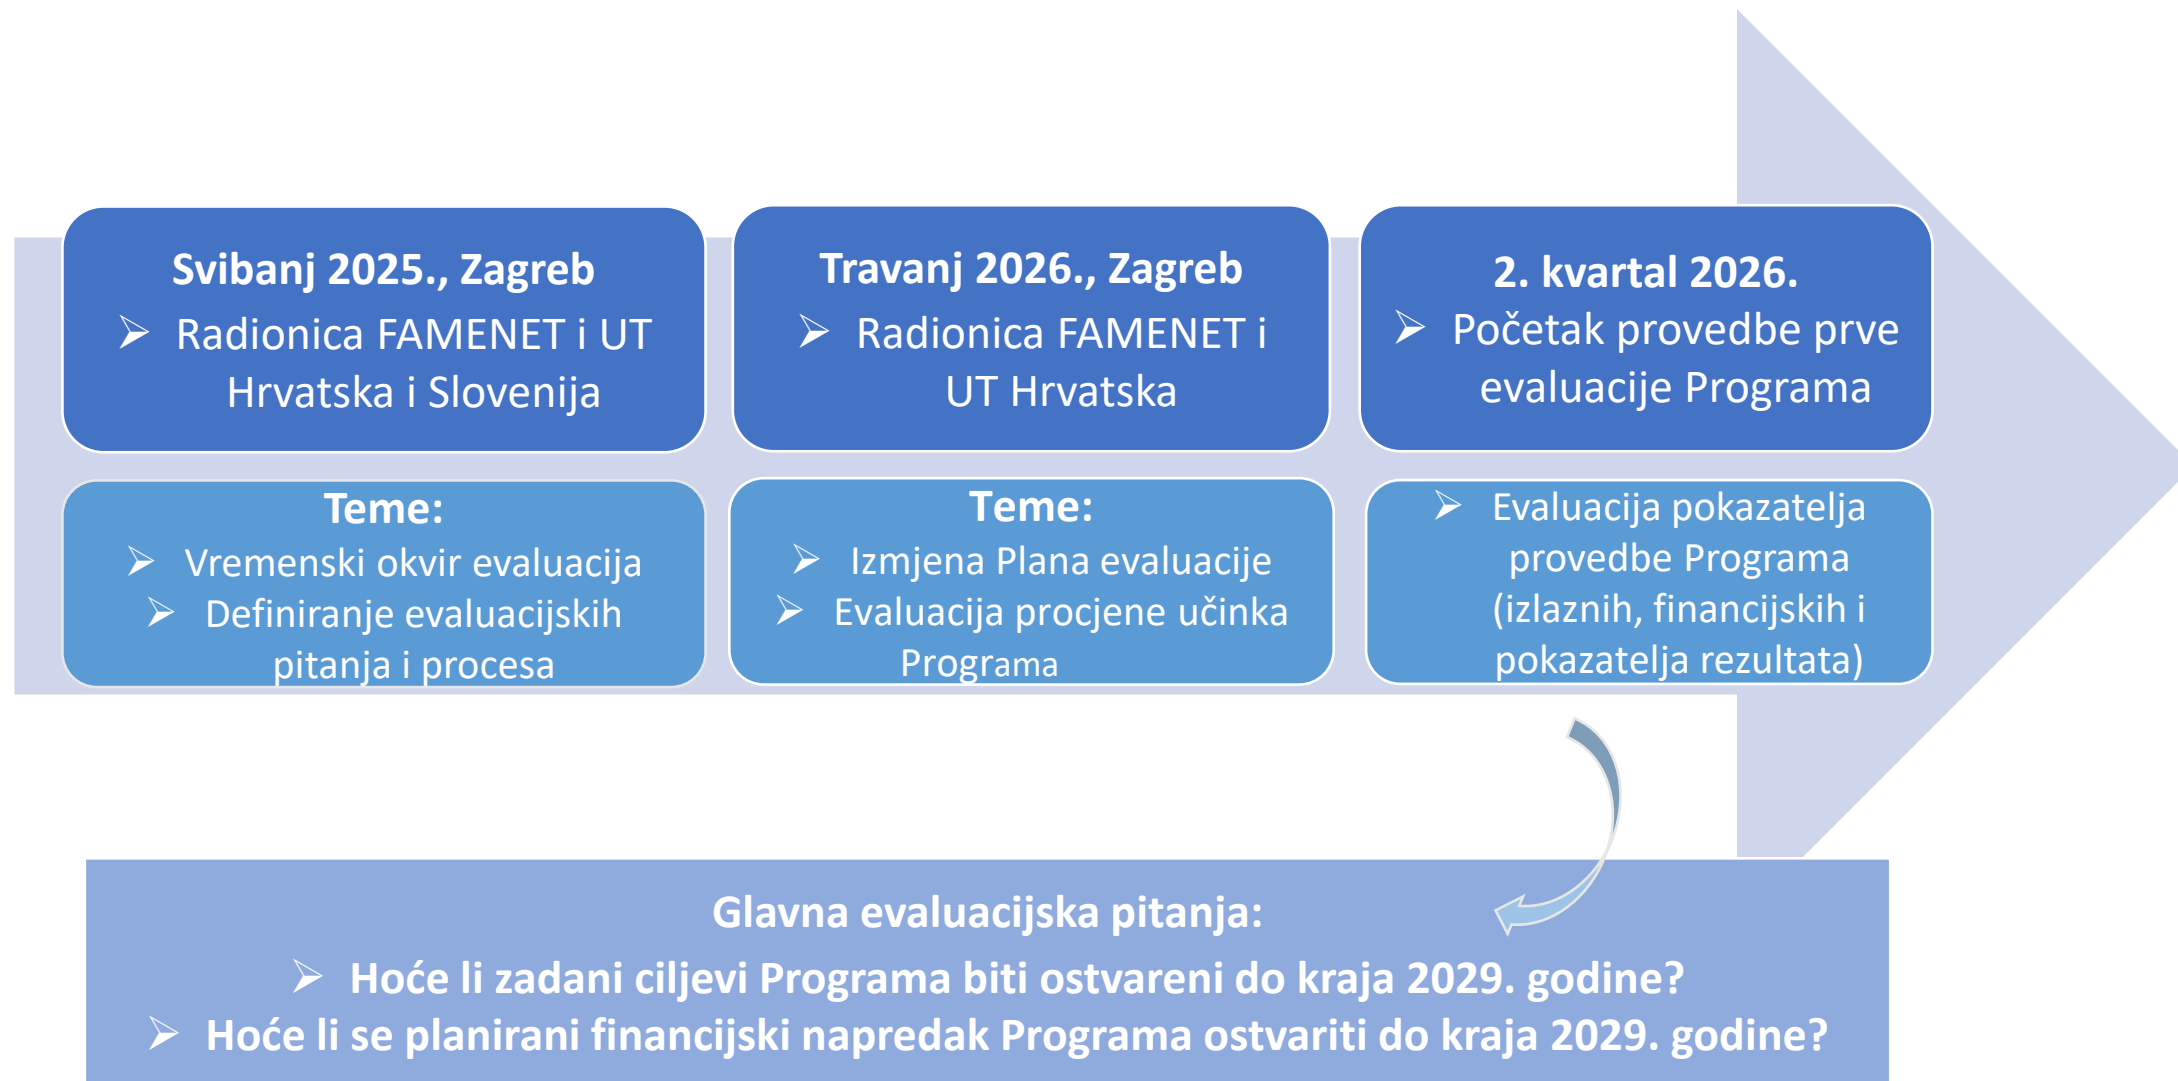 Svibanj 2025., Zagreb
➢ Radionica FAMENET i UT
Hrvatska i Slovenija
Teme:
➢ Vremenski okvir evaluacija
➢ Definiranje evaluacijskih
pitanja i procesa
Travanj 2026., Zagreb
➢ Radionica FAMENET i
UT Hrvatska
Teme:
➢ Izmjena Plana evaluacije
➢ Evaluacija procjene učinka
Programa
2. kvartal 2026.
➢ Početak provedbe prve
evaluacije Programa
➢ Evaluacija pokazatelja
provedbe Programa
(izlaznih, financijskih i
pokazatelja rezultata)
Glavna evaluacijska pitanja:
➢ Hoće li zadani ciljevi Programa biti ostvareni do kraja 2029. godine?
➢ Hoće li se planirani financijski napredak Programa ostvariti do kraja 2029. godine?